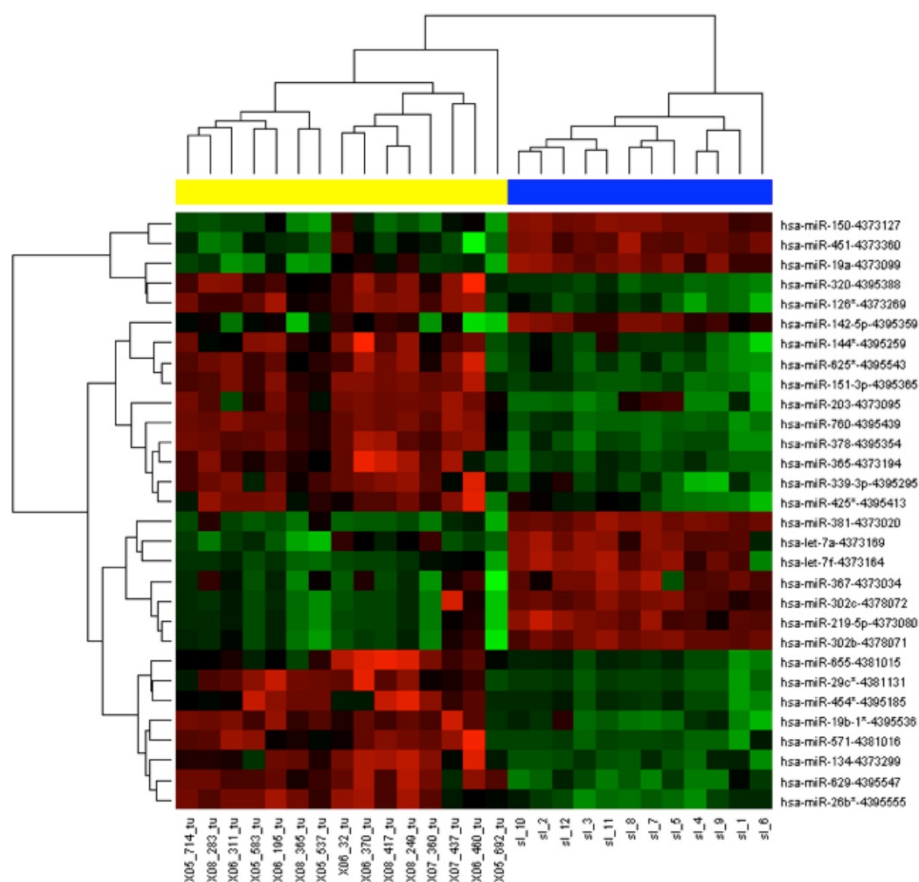 hsa-miR-150-4373127
hsa-miR-451-4373360
hsa-miR-19a-4373099
hsa-miR-320-4395388
hsa-miR-126*-4373269
hsa-miR-142-5p-4395359
hsa-miR-144*-4395259
hsa-miR-625*-4395543
hsa-miR-151-3p-4395365
hsa-miR-203-4373095
hsa-miR-760-4395439
hsa-miR-378-4395354
hsa-miR-365-4373194
hsa-miR-339-3p-4395295
hsa-miR-425*-4395413
hsa-miR-381-4373020
hsa-let-7a-4373169
hsa-let-7f-4373164
hsa-miR-367-4373034
hsa-miR-302c-4378072
hsa-miR-219-5p-4373080
hsa-miR-302b-4378071
hsa-miR-655-4381015
hsa-miR-29c*-4381131
hsa-miR-454*-4395185
hsa-miR-19b-1*-4395536
hsa-miR-571-4381016
hsa-miR-134-4373299
hsa-miR-629-4395547
hsa-miR-26b*-4395555
X05_714_tu
X08_283_tu
X06_311_tu
X05_583_tu
X06_195_tu
X08_365_tu
X05_537_tu
X06_32_tu
X06_370_tu
X08_417_tu
X08_249_tu
X07_360_tu
X07_437_tu
X06_460_tu
X05_692_tu
sl_10
sl_2
sl_12
sl_3
sl_11
sl_8
sl_7
sl_5
sl_4
sl_9
sl_1
sl_6